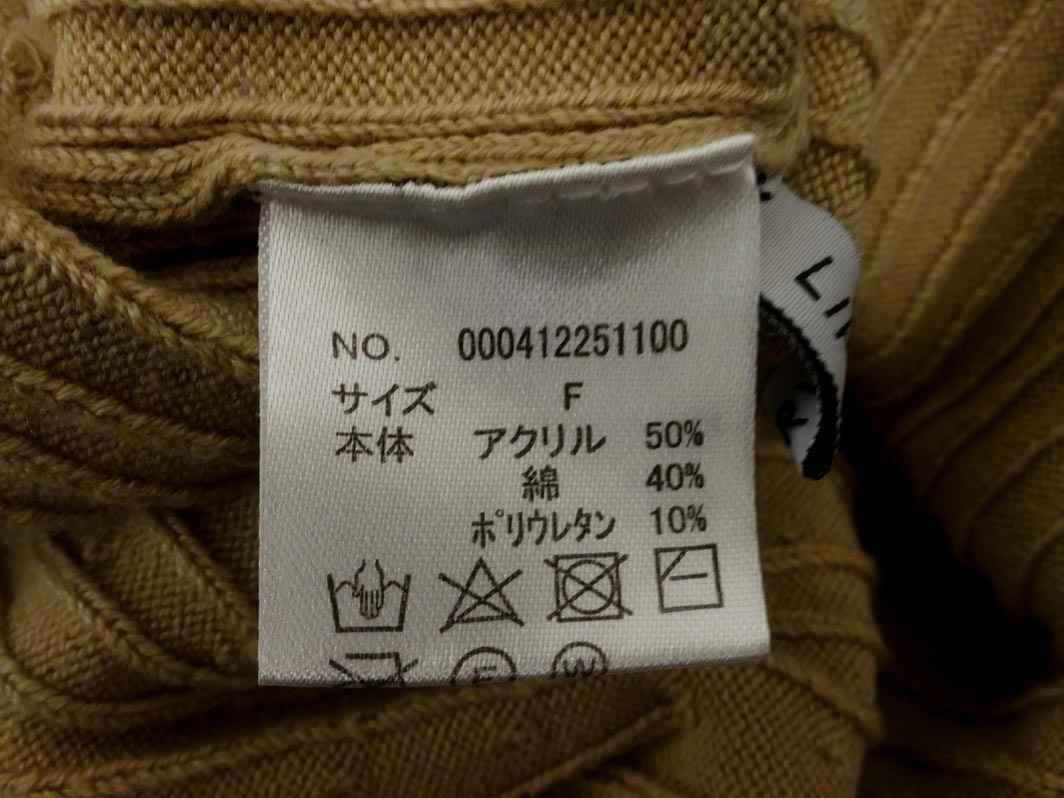 NO. 000412251100
サイズ F
本体 アクリル 50%
綿 40%
ポリウレタン 10%
W